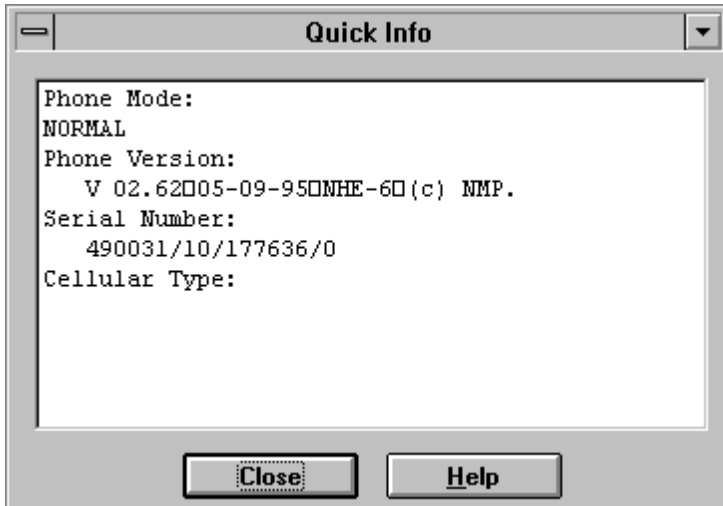 Quick Info
Phone Mode:
NORMAL
Phone Version:
V 02.62▯05-09-95▯NHE-6▯(c) NMP.
Serial Number:
490031/10/177636/0
Cellular Type:
Close Help